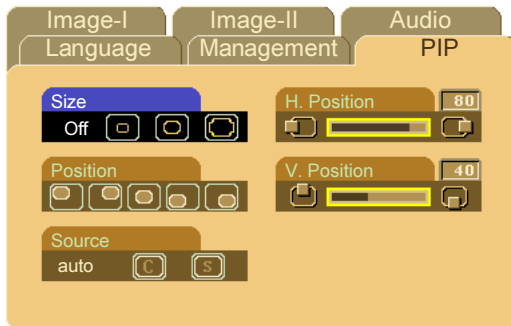 Image-I Image-II Audio
Language Management PIP
Size
Off
H. Position 80
Position
V. Position 40
Source
auto C S